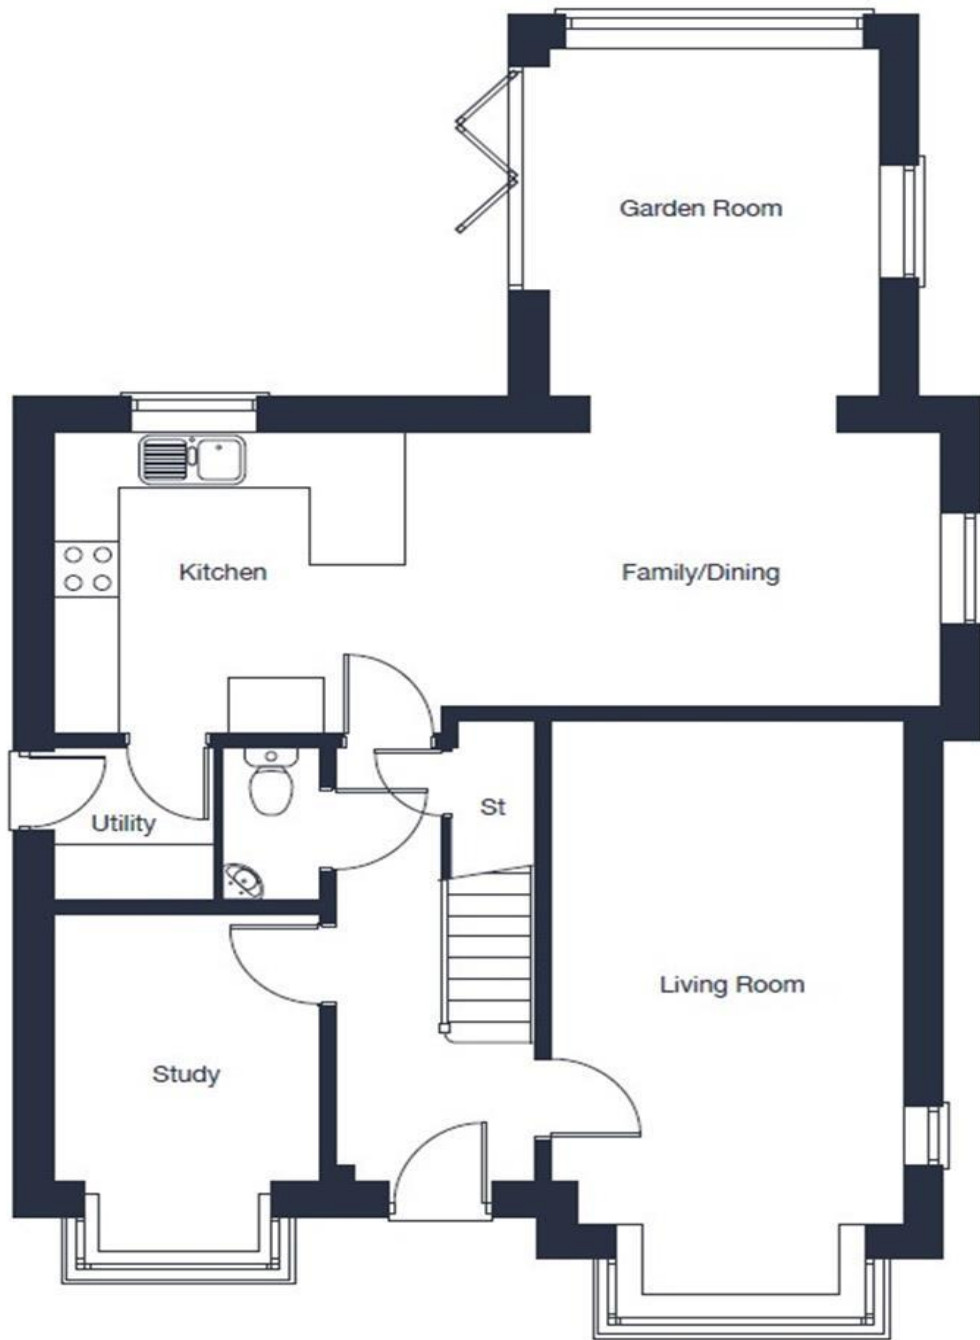 Garden Room
Kitchen
Family/Dining
Utility
St
Living Room
Study